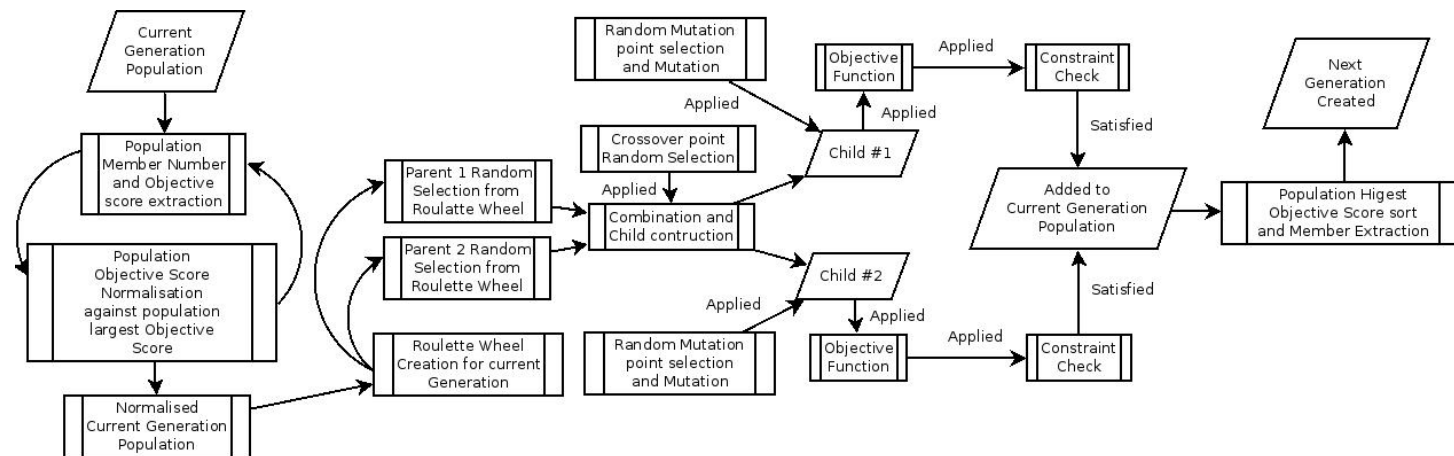 Current
Generation
Population
Population
Member Number
and Objective
score extraction
Population
Objective Score
Normalisation
against population
largest Objective
Score
Normalised
Current Generation
Population
Roulette Wheel
Creation for current
Generation
Parent 1 Random
Selection from
Roulatte Wheel
Parent 2 Random
Selection from
Roulette Wheel
Crossover point
Random Selection
Applied
Combination and
Child contruction
Random Mutation
point selection
and Mutation
Applied
Child #1
Applied
Objective
Function
Applied
Constraint
Check
Satisfied
Child #2
Applied
Random Mutation
point selection
and Mutation
Applied
Objective
Function
Applied
Constraint
Check
Satisfied
Added to
Current Generation
Population
Population Higest
Objective Score sort
and Member Extraction
Next
Generation
Created